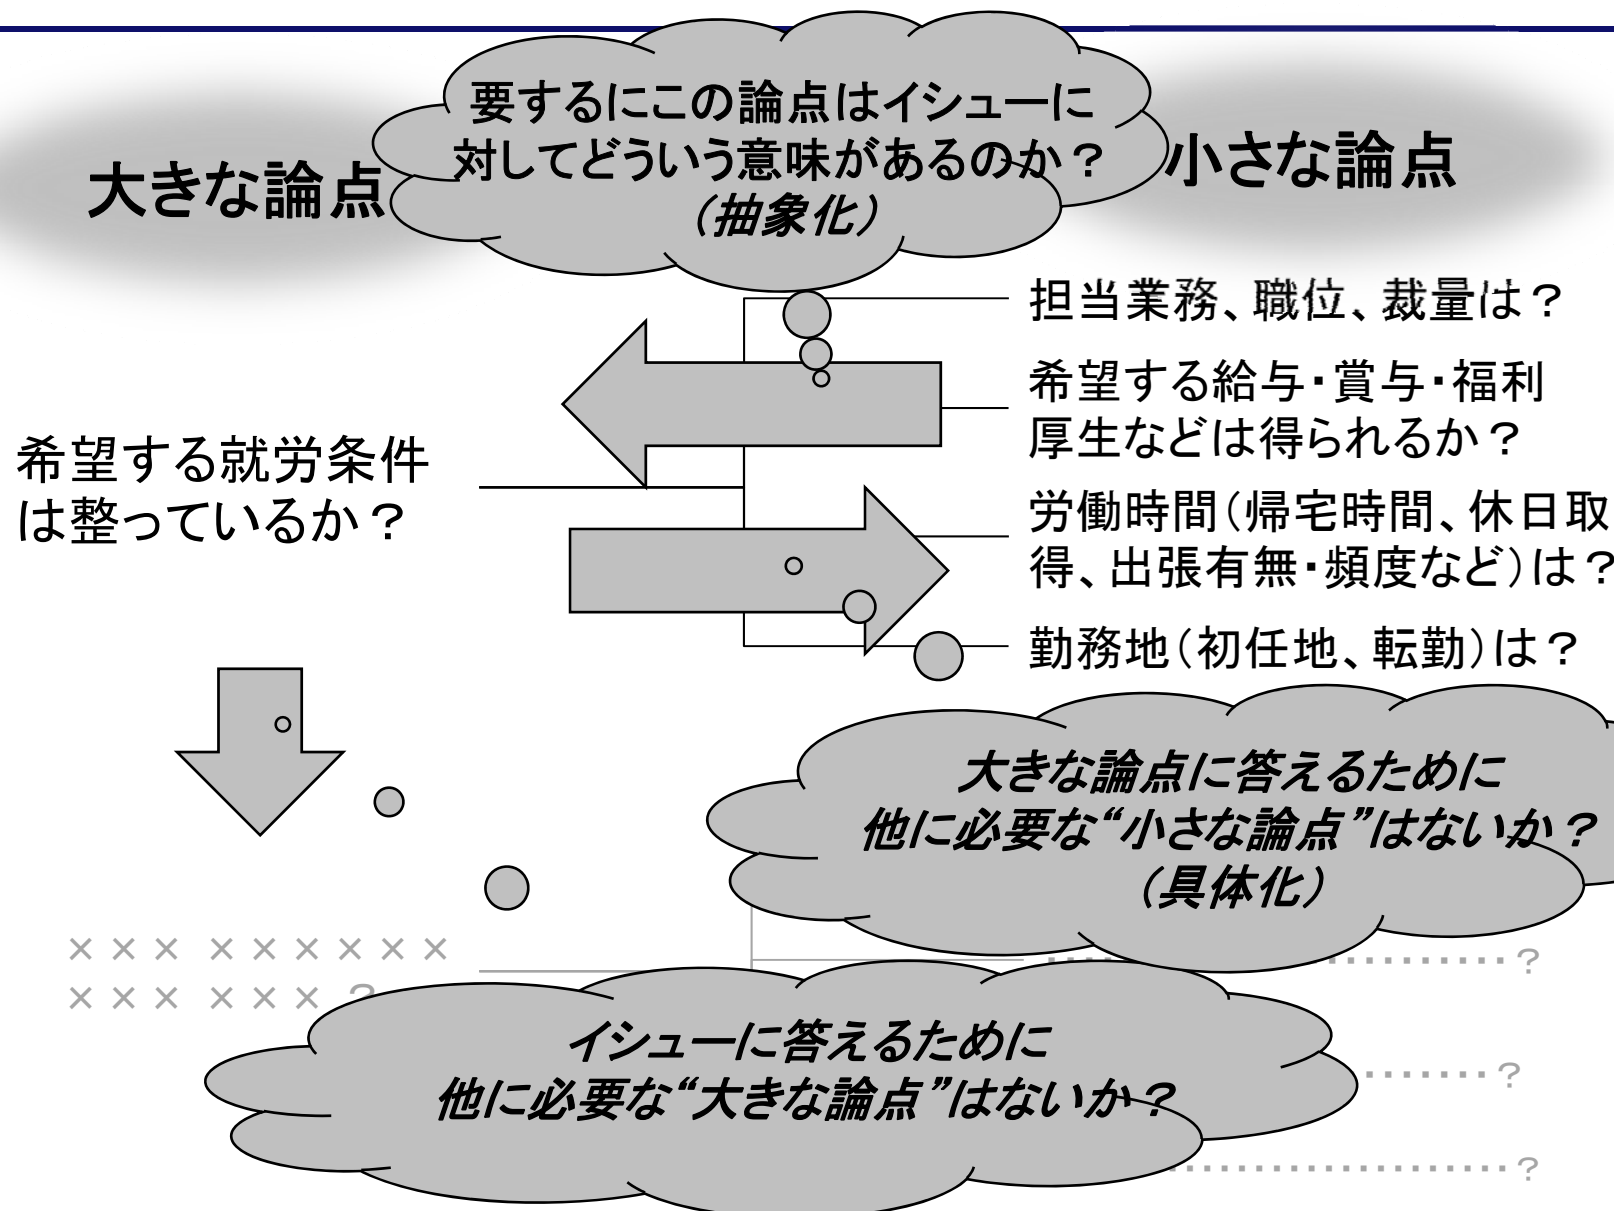 要するにこの論点はイシューに
対してどういう意味があるのか？
（抽象化）
大きな論点
小さな論点
担当業務、職位、裁量は？
希望する給与・賞与・福利
厚生などは得られるか？
労働時間（帰宅時間、休日取
得、出張有無・頻度など）は？
勤務地（初任地、転勤）は？
希望する就労条件
は整っているか？
大きな論点に答えるために
他に必要な“小さな論点”はないか？
（具体化）
××× ××××××
××× ×××？
・・・・・・・・・・？
・・・・・・・？
・・・・・・・・・・・・・・・・・・・？
イシューに答えるために
他に必要な“大きな論点”はないか？